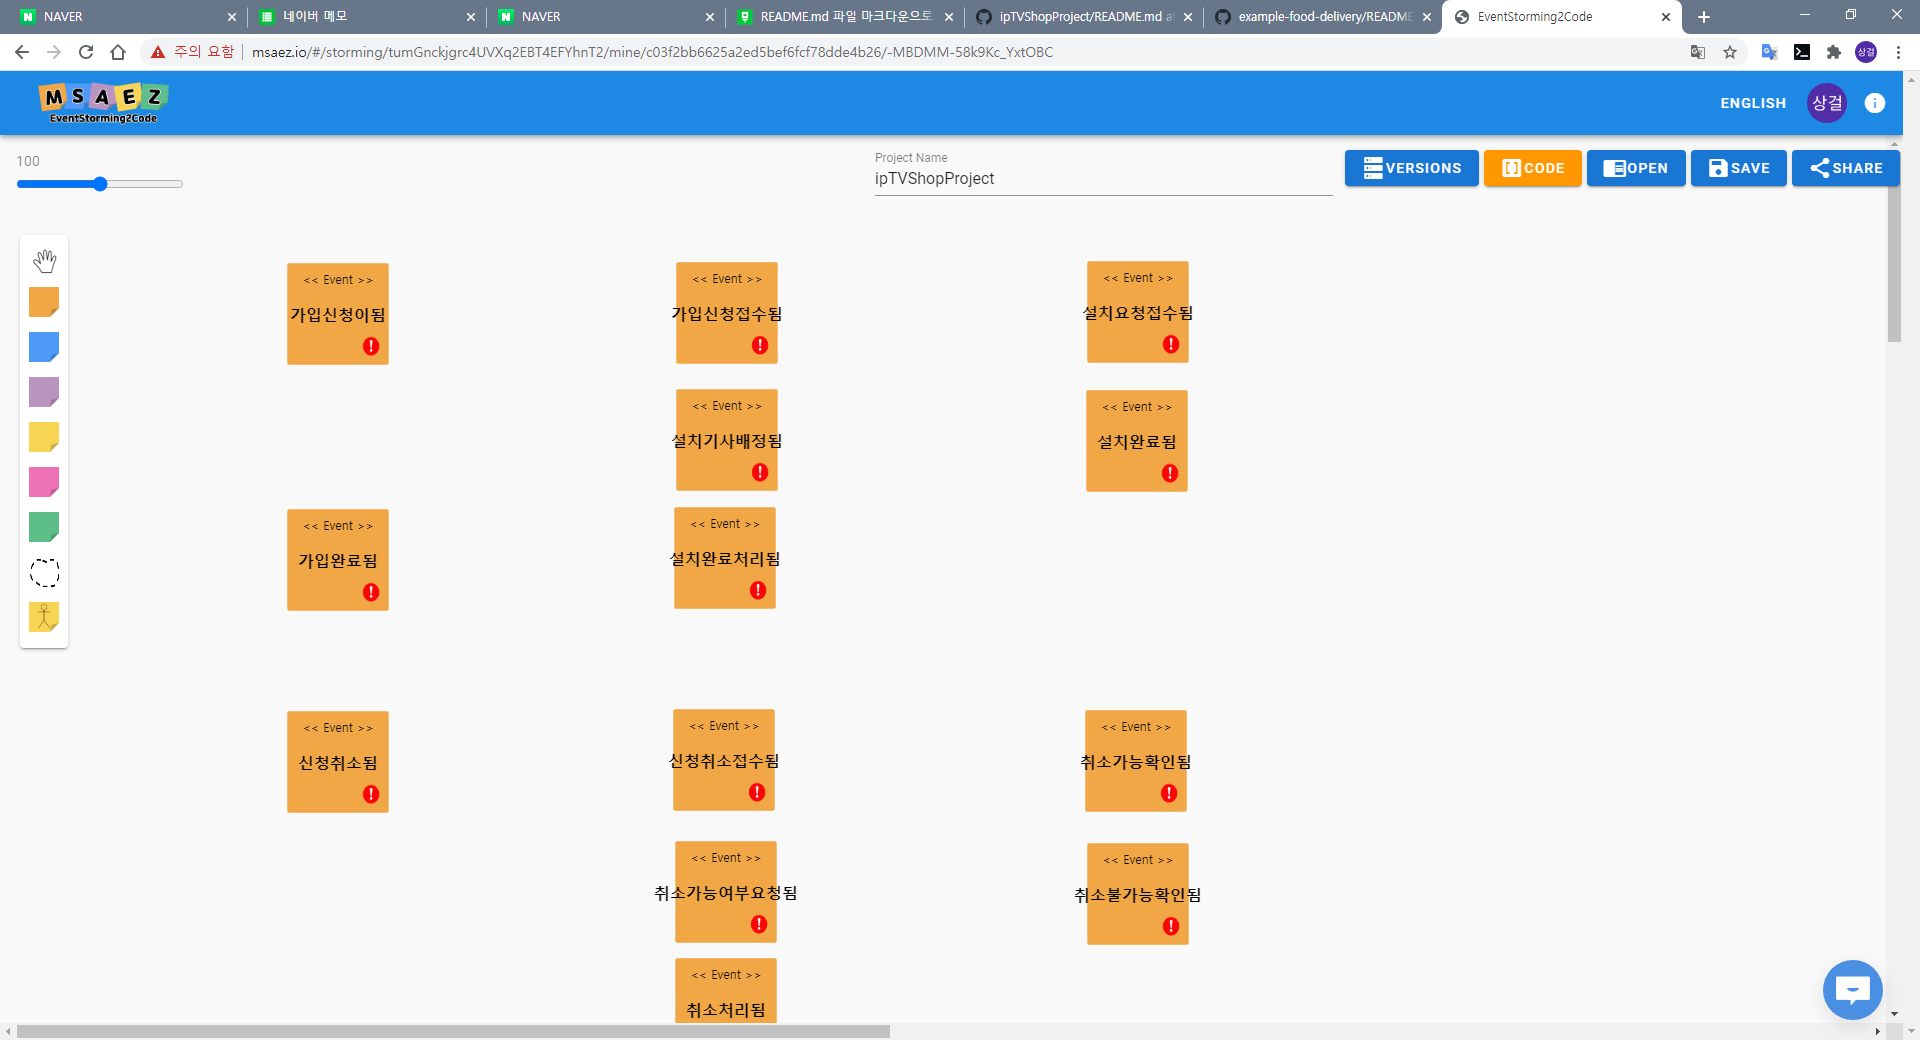 NAVER
네이버 메모
NAVER
README.md 파일 마크다운으로
ipTVShopProject/README.md a
example-food-delivery/README
EventStorming2Code
주의 요함
msaez.io/#/storming/tumGnckjgrc4UVXq2EBT4EFYhnT2/mine/c03f2bb6625a2ed5bef6fcf78dde4b26/-MBDMM-58k9Kc_YxtOBC
상걸
MSAEZ
EventStorming2Code
ENGLISH
상걸
100
Project Name
ipTVShopProject
VERSIONS
CODE
OPEN
SAVE
SHARE
<< Event >>
가입신청이됨
<< Event >>
가입신청접수됨
<< Event >>
설치요청접수됨
<< Event >>
설치기사배정됨
<< Event >>
설치완료됨
<< Event >>
가입완료됨
<< Event >>
설치완료처리됨
<< Event >>
신청취소됨
<< Event >>
신청취소접수됨
<< Event >>
취소가능확인됨
<< Event >>
취소가능여부요청됨
<< Event >>
취소불가능확인됨
<< Event >>
취소처리됨